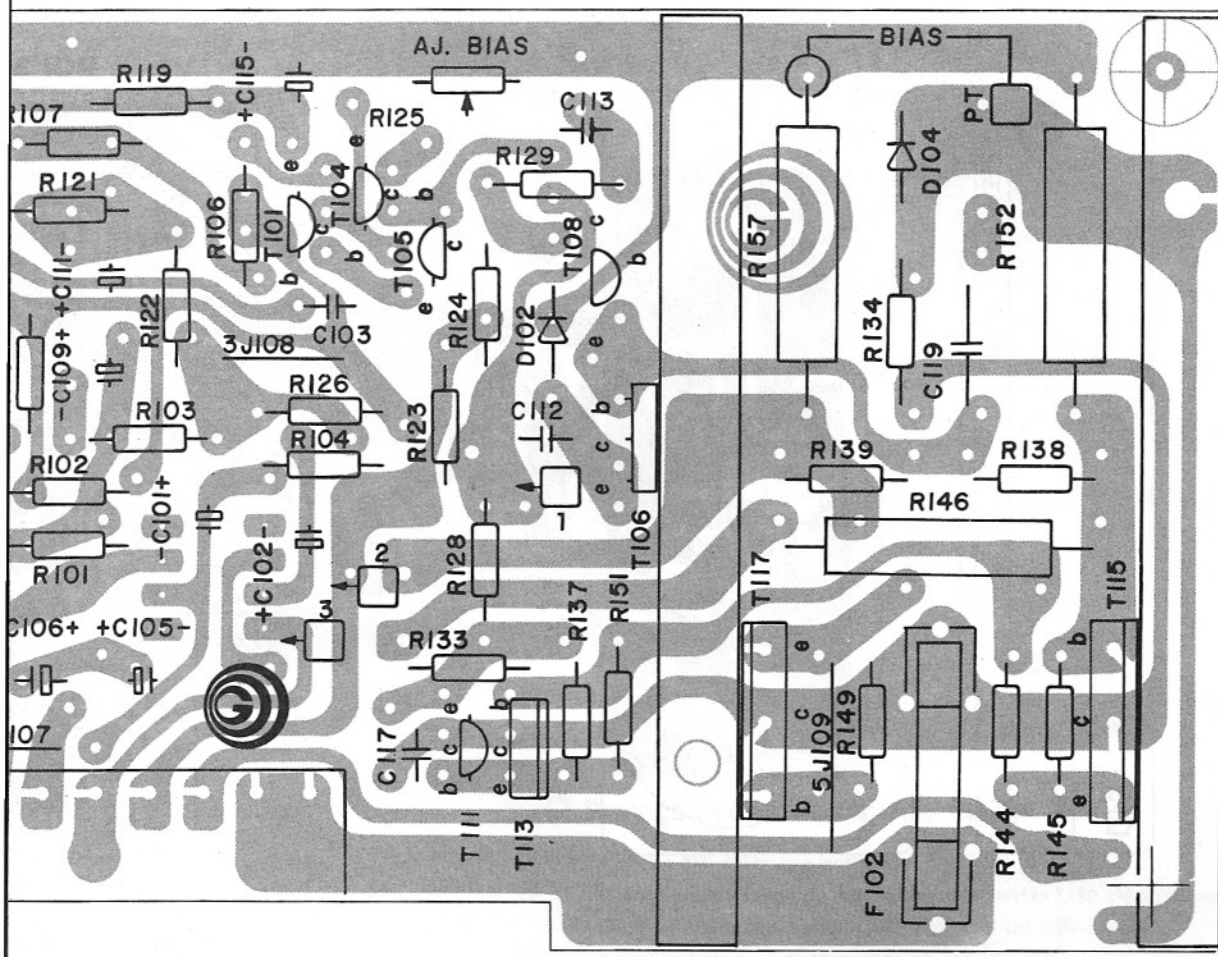 AJ. BIAS
BIAS
R119
+C115-
C113
R107
R125
e
e
PT
D104
R129
R121
R106
T101
T104
c
c
b
b
b
T105
c
e
T108
c
b
e
R157
R152
+C111-
R122
C103
3J108
R124
D102
R134
C119
-C109+
R126
R103
R104
R123
C112
b
c
e
T106
R139
R138
R102
-C101+
1
R146
R101
+C102-
2
3
R128
T117
T115
C106+
+C105-
R133
R137
R151
e
c
b
b
c
e
107
C117
e
c
b
b
c
e
T111
T113
5J109
R149
F102
R144
R145
G
G